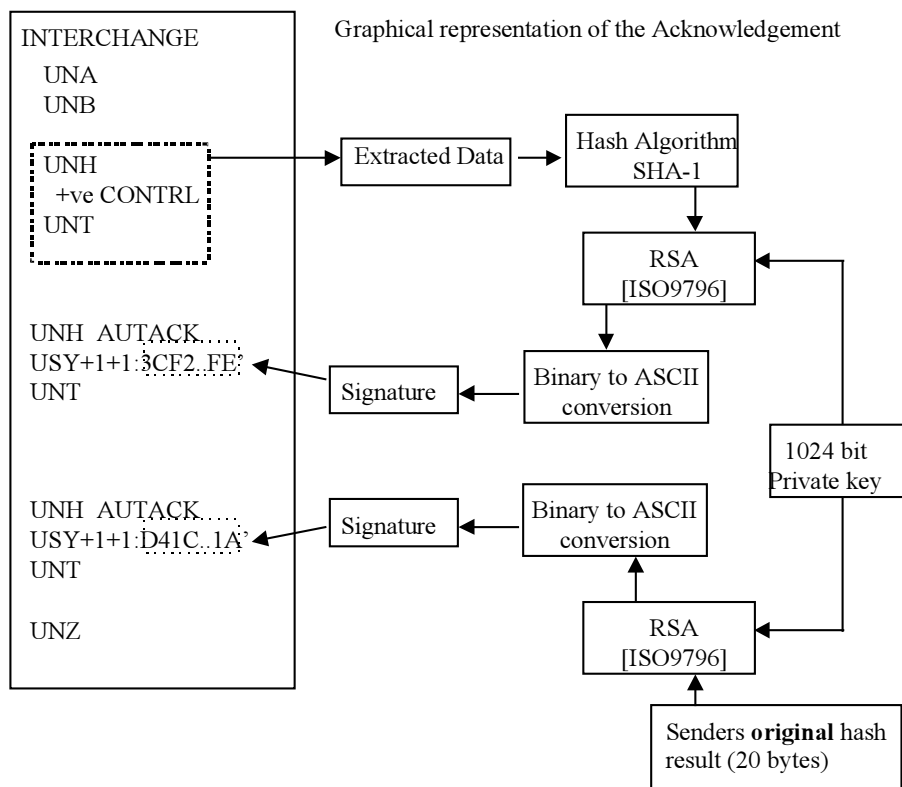 Graphical representation of the Acknowledgement
INTERCHANGE
UNA
UNB
UNH
+ve CONTRL
UNT
Extracted Data
Hash Algorithm
SHA-1
RSA
[ISO9796]
UNH AUTACK
USY+1+1:3CF2..FE’
UNT
Signature
Binary to ASCII
conversion
1024 bit
Private key
UNH AUTACK
USY+1+1:D41C..1A’
UNT
Signature
Binary to ASCII
conversion
UNZ
RSA
[ISO9796]
Senders original hash
result (20 bytes)